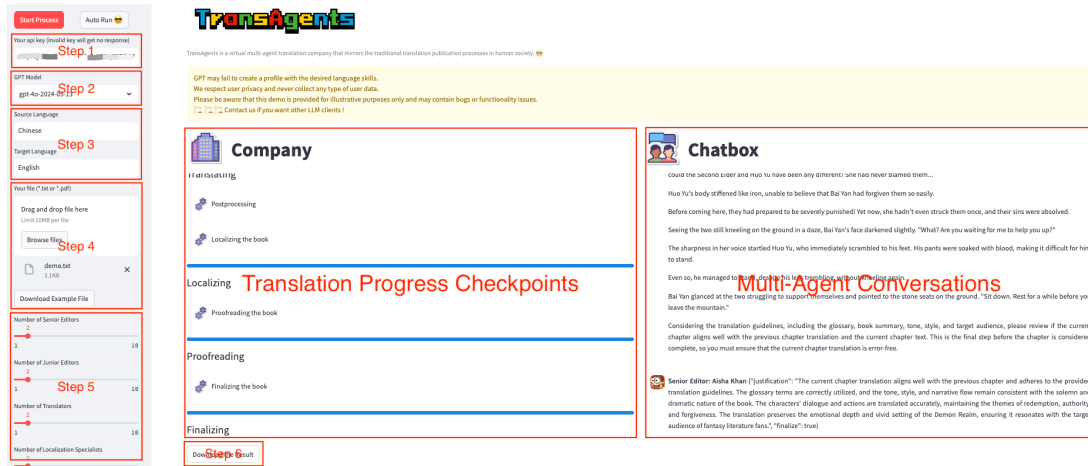 Start Process
Auto Run
Your api key (invalid key will get no response)
Step 1
GPT Model
gpt-4o-2024-05-13
Step 2
Source Language
Chinese
Step 3
Target Language
English
Your file (*.txt or *.pdf)
Drag and drop file here
Limit 10MB per file
Browse files
Step 4
demo.txt
3.1KB
Download Example File
Number of Senior Editors
2
1 10
Number of Junior Editors
2
Step 5
1 10
Number of Translators
2
1 10
Number of Localization Specialists
TransAgents
TransAgents is a virtual multi-agent translation company that mirrors the traditional translation publication processes in human society.
GPT may fail to create a profile with the desired language skills.
We respect user privacy and never collect any type of user data.
Please be aware that this demo is provided for illustrative purposes only and may contain bugs or functionality issues.
Contact us if you want other LLM clients !
Company
Translating
Postprocessing
Localizing the book
Localizing
Translation Progress Checkpoints
Proofreading the book
Proofreading
Finalizing the book
Finalizing
Download the Result
Step 6
Chatbox
could the Second Elder and Huo Yu have been any different? She had never blamed them...
Huo Yu's body stiffened like iron, unable to believe that Bai Yan had forgiven them so easily.
Before coming here, they had prepared to be severely punished! Yet now, she hadn't even struck them once, and their sins were absolved.
Seeing the two still kneeling on the ground in a daze, Bai Yan's face darkened slightly. "What? Are you waiting for me to help you up?"
The sharpness in her voice startled Huo Yu, who immediately scrambled to his feet. His pants were soaked with blood, making it difficult for him
to stand.
Even so, he managed to stand, despite his legs trembling, without kneeling again.
Multi-Agent Conversations
Bai Yan glanced at the two struggling to support themselves and pointed to the stone seats on the ground. "Sit down. Rest for a while before you
leave the mountain."
Considering the translation guidelines, including the glossary, book summary, tone, style, and target audience, please review if the current
chapter aligns well with the previous chapter translation and the current chapter text. This is the final step before the chapter is considered
complete, so you must ensure that the current chapter translation is error-free.
Senior Editor: Aisha Khan {"justification": "The current chapter translation aligns well with the previous chapter and adheres to the provided
translation guidelines. The glossary terms are correctly utilized, and the tone, style, and narrative flow remain consistent with the solemn and
dramatic nature of the book. The characters' dialogue and actions are translated accurately, maintaining the themes of redemption, authority,
and forgiveness. The translation preserves the emotional depth and vivid setting of the Demon Realm, ensuring it resonates with the target
audience of fantasy literature fans.", "finalize": true}